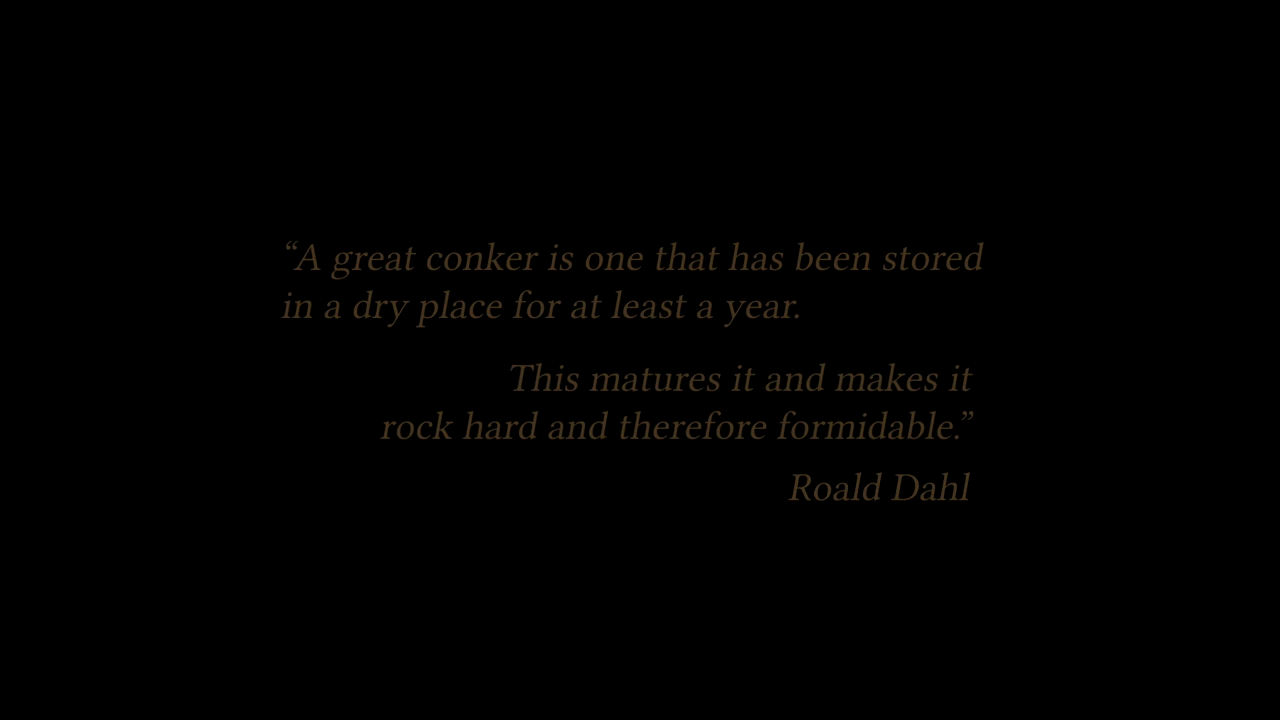 “A great conker is one that has been stored
in a dry place for at least a year.
This matures it and makes it
rock hard and therefore formidable.”
Roald Dahl